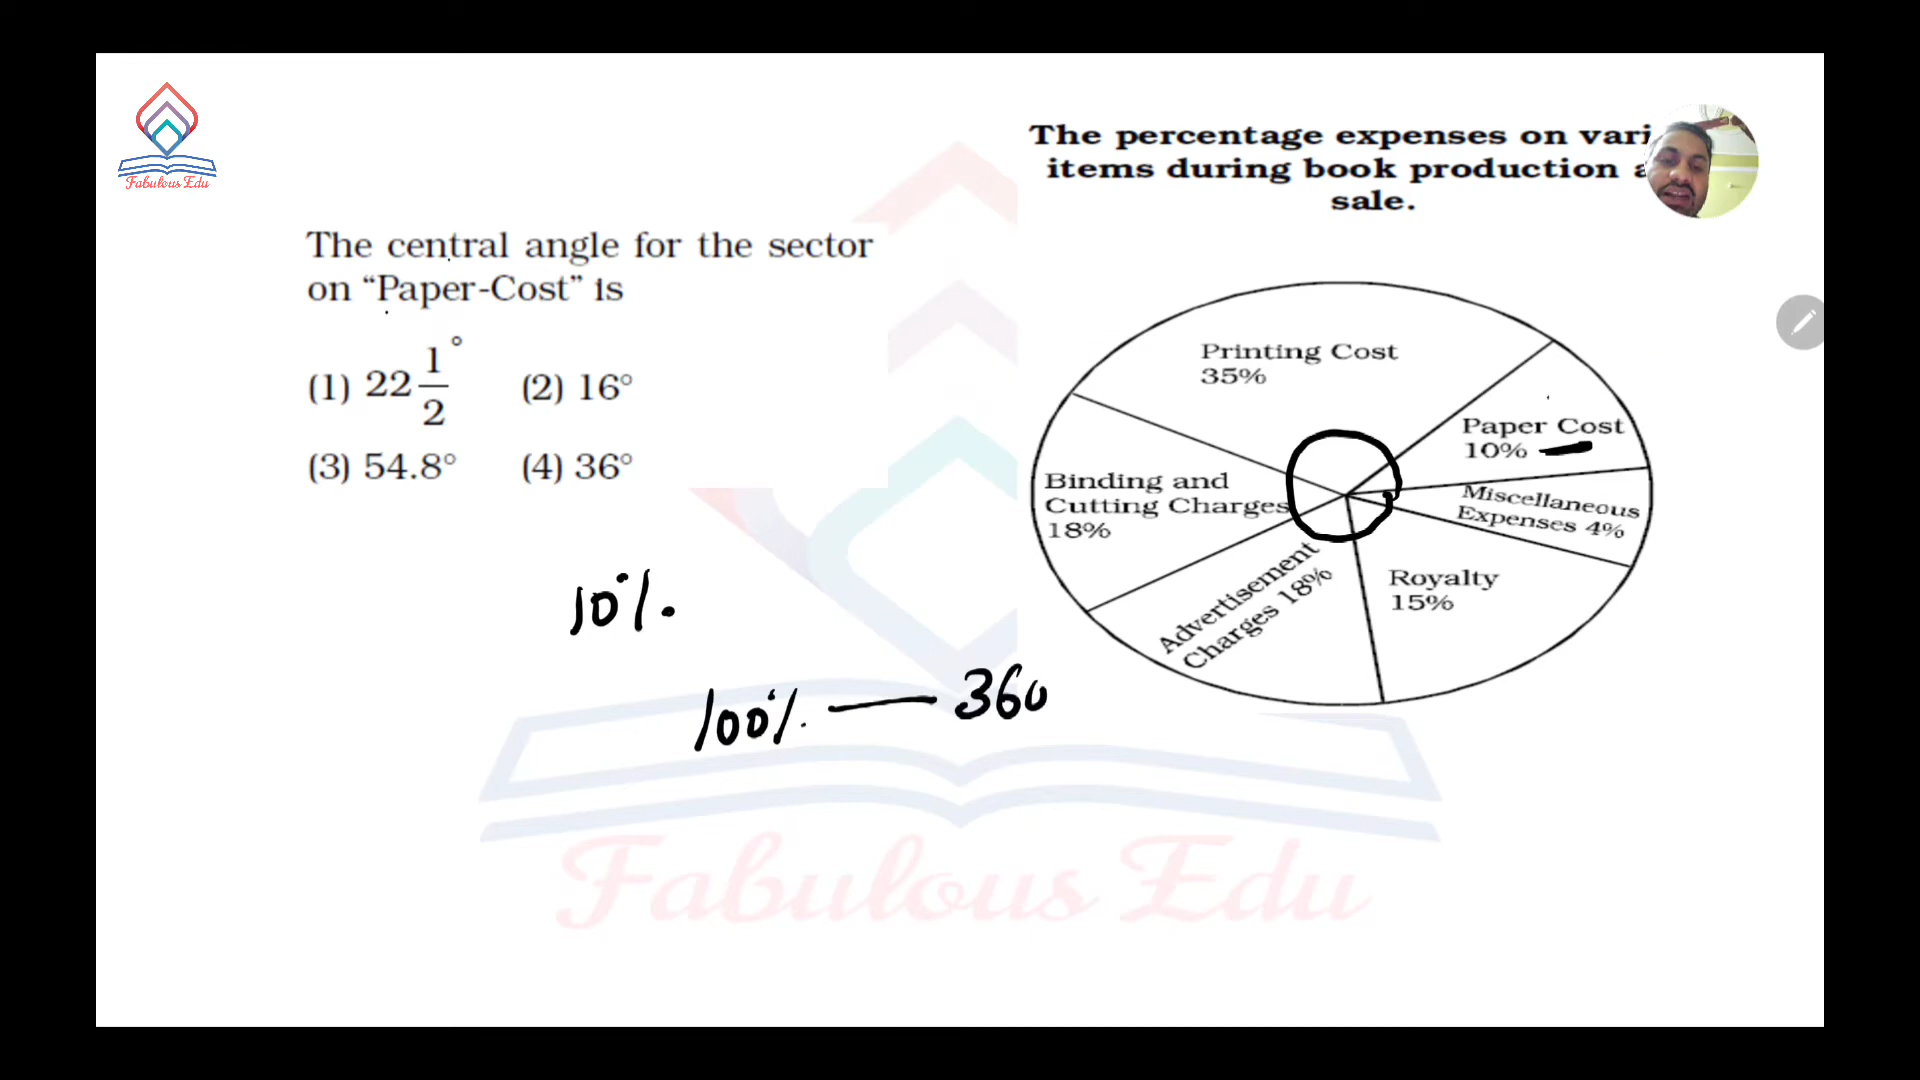 Fabulous Edu
The percentage expenses on vari
items during book production a
sale.
The central angle for the sector
on “Paper-Cost” is
(1) 22 1/2° (2) 16°
(3) 54.8° (4) 36°
Printing Cost
35%
Paper Cost
10%
Binding and
Cutting Charges
18%
Miscellaneous
Expenses 4%
Advertisement
Charges 18%
Royalty
15%
10%
100% — 360
Fabulous Edu